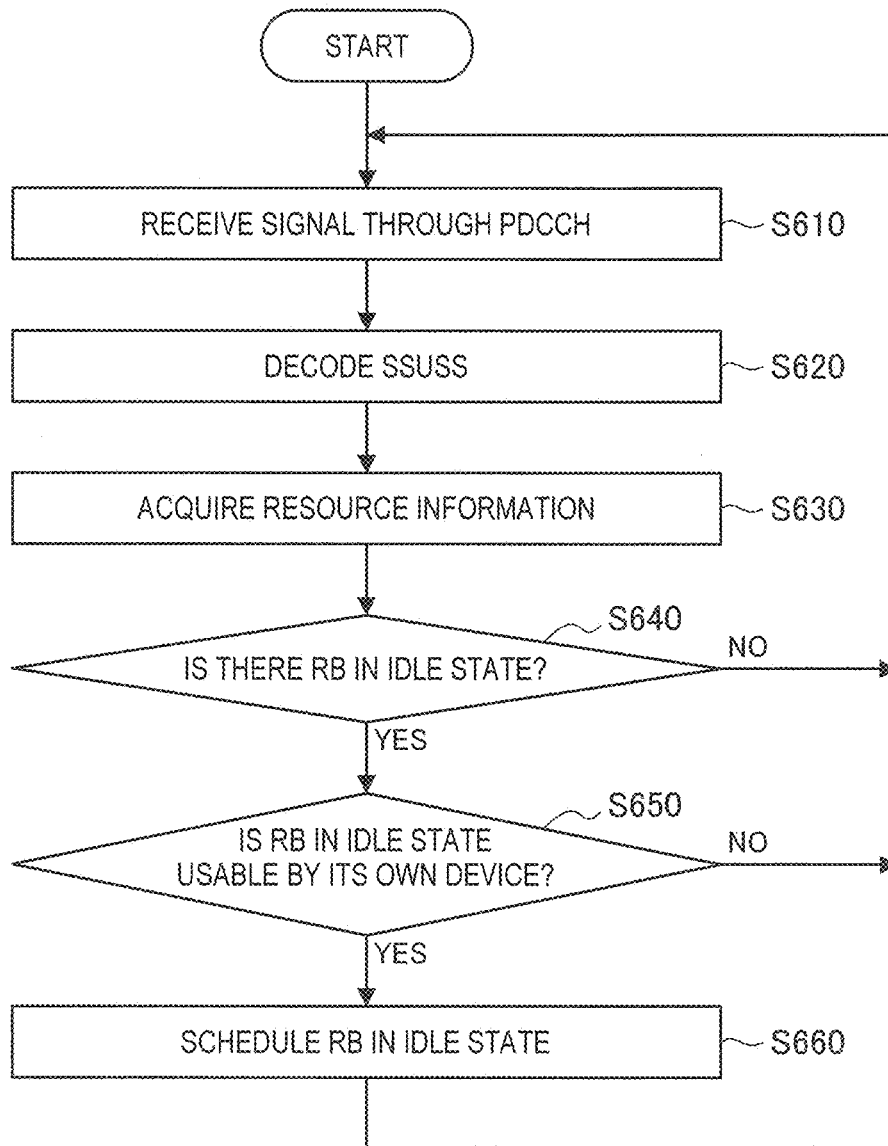 START
RECEIVE SIGNAL THROUGH PDCCH
S610
DECODE SSUSS
S620
ACQUIRE RESOURCE INFORMATION
S630
S640
IS THERE RB IN IDLE STATE?
NO
YES
S650
IS RB IN IDLE STATE
USABLE BY ITS OWN DEVICE?
NO
YES
SCHEDULE RB IN IDLE STATE
S660